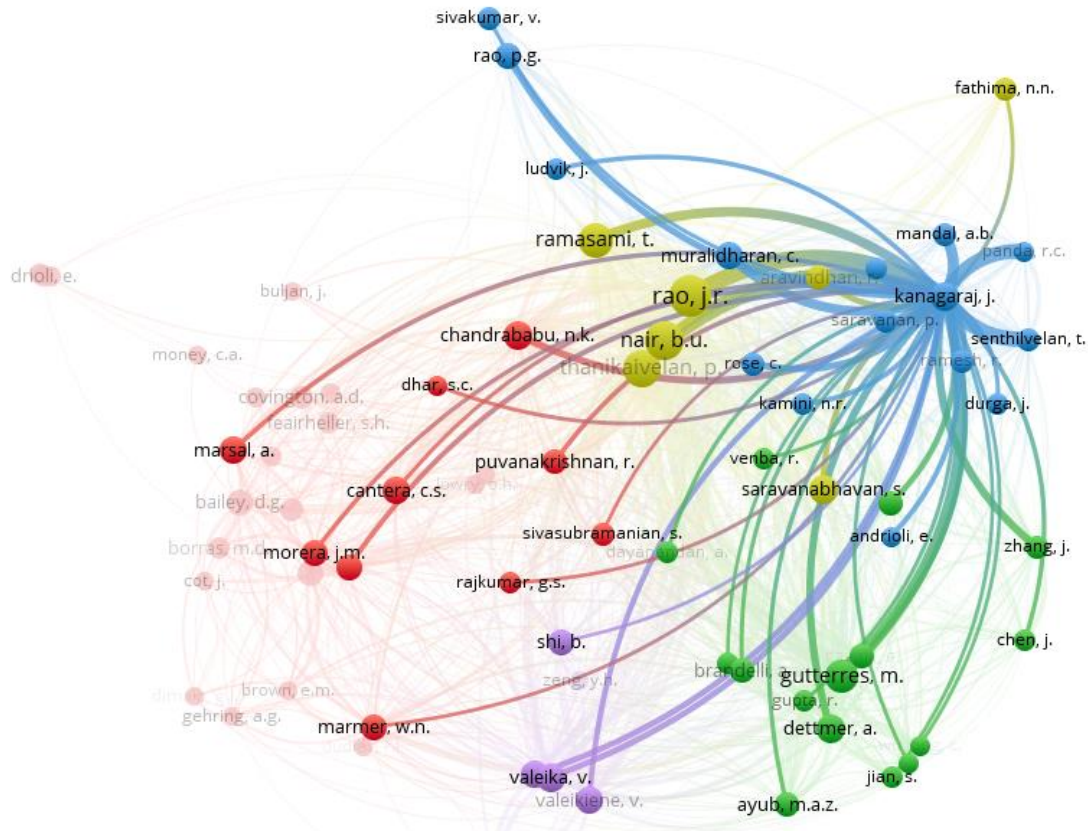 sivakumar, v.
rao, p.g.
fathima, n.n.
ludvik, j.
ramasami, t.
mandal, a.b.
muralidharan, c.
panda, r.c.
drioli, e.
aravindhan, r.
buljan, j.
rao, j.r.
kanagaraj, j.
saravanan, p.
chandrababu, n.k.
nair, b.u.
senthilvelan, t.
money, c.a.
thanikaivelan, p.
rose, c.
ramesh, r.
dhar, s.c.
covington, a.d.
kamini, n.r.
durga, j.
feairheller, s.h.
marsal, a.
puvanakrishnan, r.
venba, r.
cantera, c.s.
saravanabhavan, s.
bailey, d.g.
sivasubramanian, s.
andrioli, e.
borras, m.d.
morera, j.m.
dayanandan, a.
zhang, j.
cot, j.
rajkumar, g.s.
shi, b.
chen, j.
brandelli, a.
gutterres, m.
zeng, y.h.
brown, e.m.
gupta, r.
gehring, a.g.
marmer, w.n.
dettmer, a.
valeika, v.
jian, s.
valeikiene, v.
ayub, m.a.z.